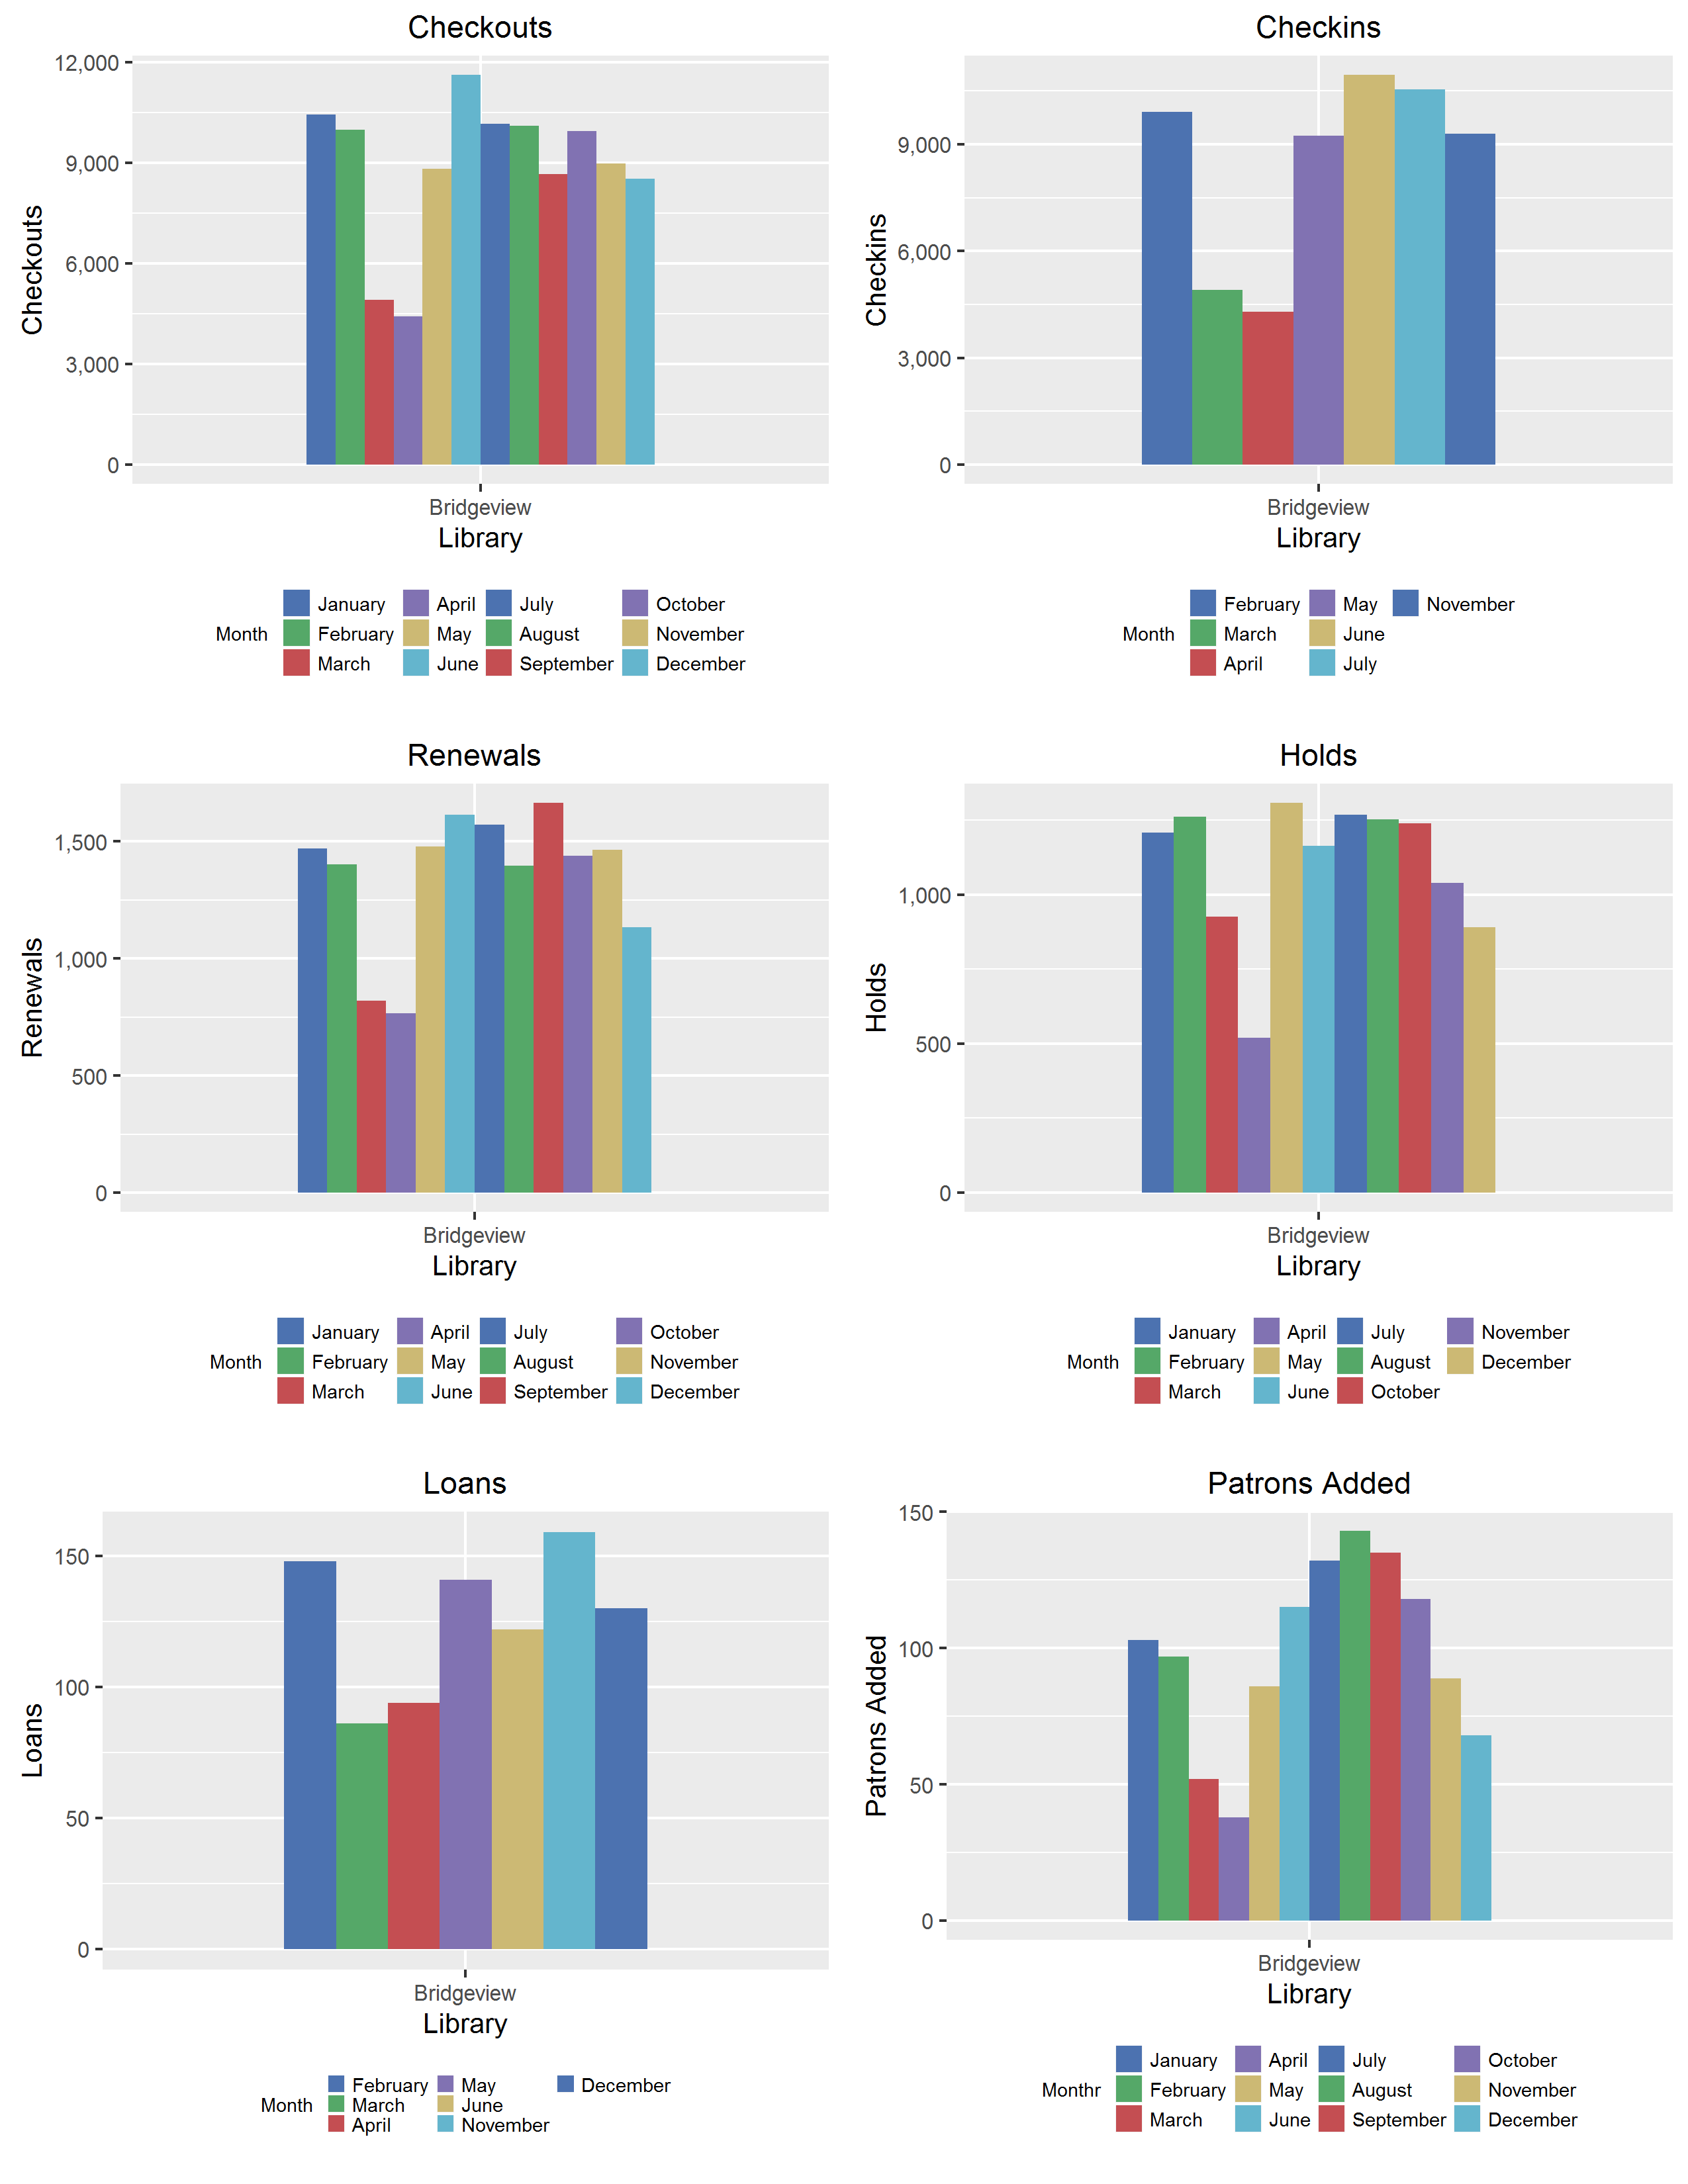 Checkouts
12,000
9,000
6,000
3,000
0
Checkouts
Bridgeview
Library
Month
January April July October
February May August November
March June September December
Checkins
9,000
6,000
3,000
0
Checkins
Bridgeview
Library
Month
February May November
March June
April July
Renewals
1,500
1,000
500
0
Renewals
Bridgeview
Library
Month
January April July October
February May August November
March June September December
Holds
1,000
500
0
Holds
Bridgeview
Library
Month
January April July November
February May August December
March June October
Loans
150
100
50
0
Loans
Bridgeview
Library
Month
February May December
March June
April November
Patrons Added
150
100
50
0
Patrons Added
Bridgeview
Library
Monthr
January April July October
February May August November
March June September December